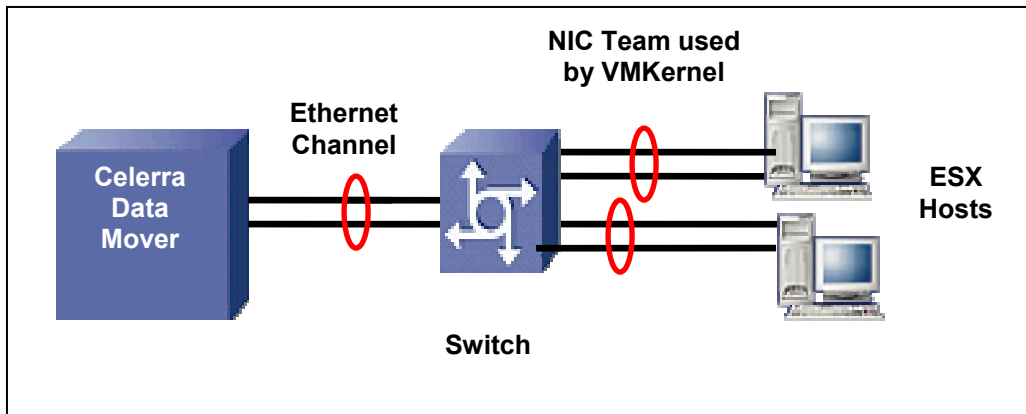 NIC Team used
by VMKernel
Ethernet
Channel
Celerra
Data
Mover
ESX
Hosts
Switch